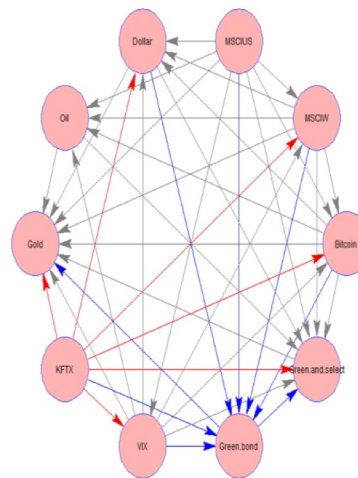 Dollar
MSCIUS
Oil
MSCIW
Gold
Bitcoin
KFTX
Green.and.select
VIX
Green.bond